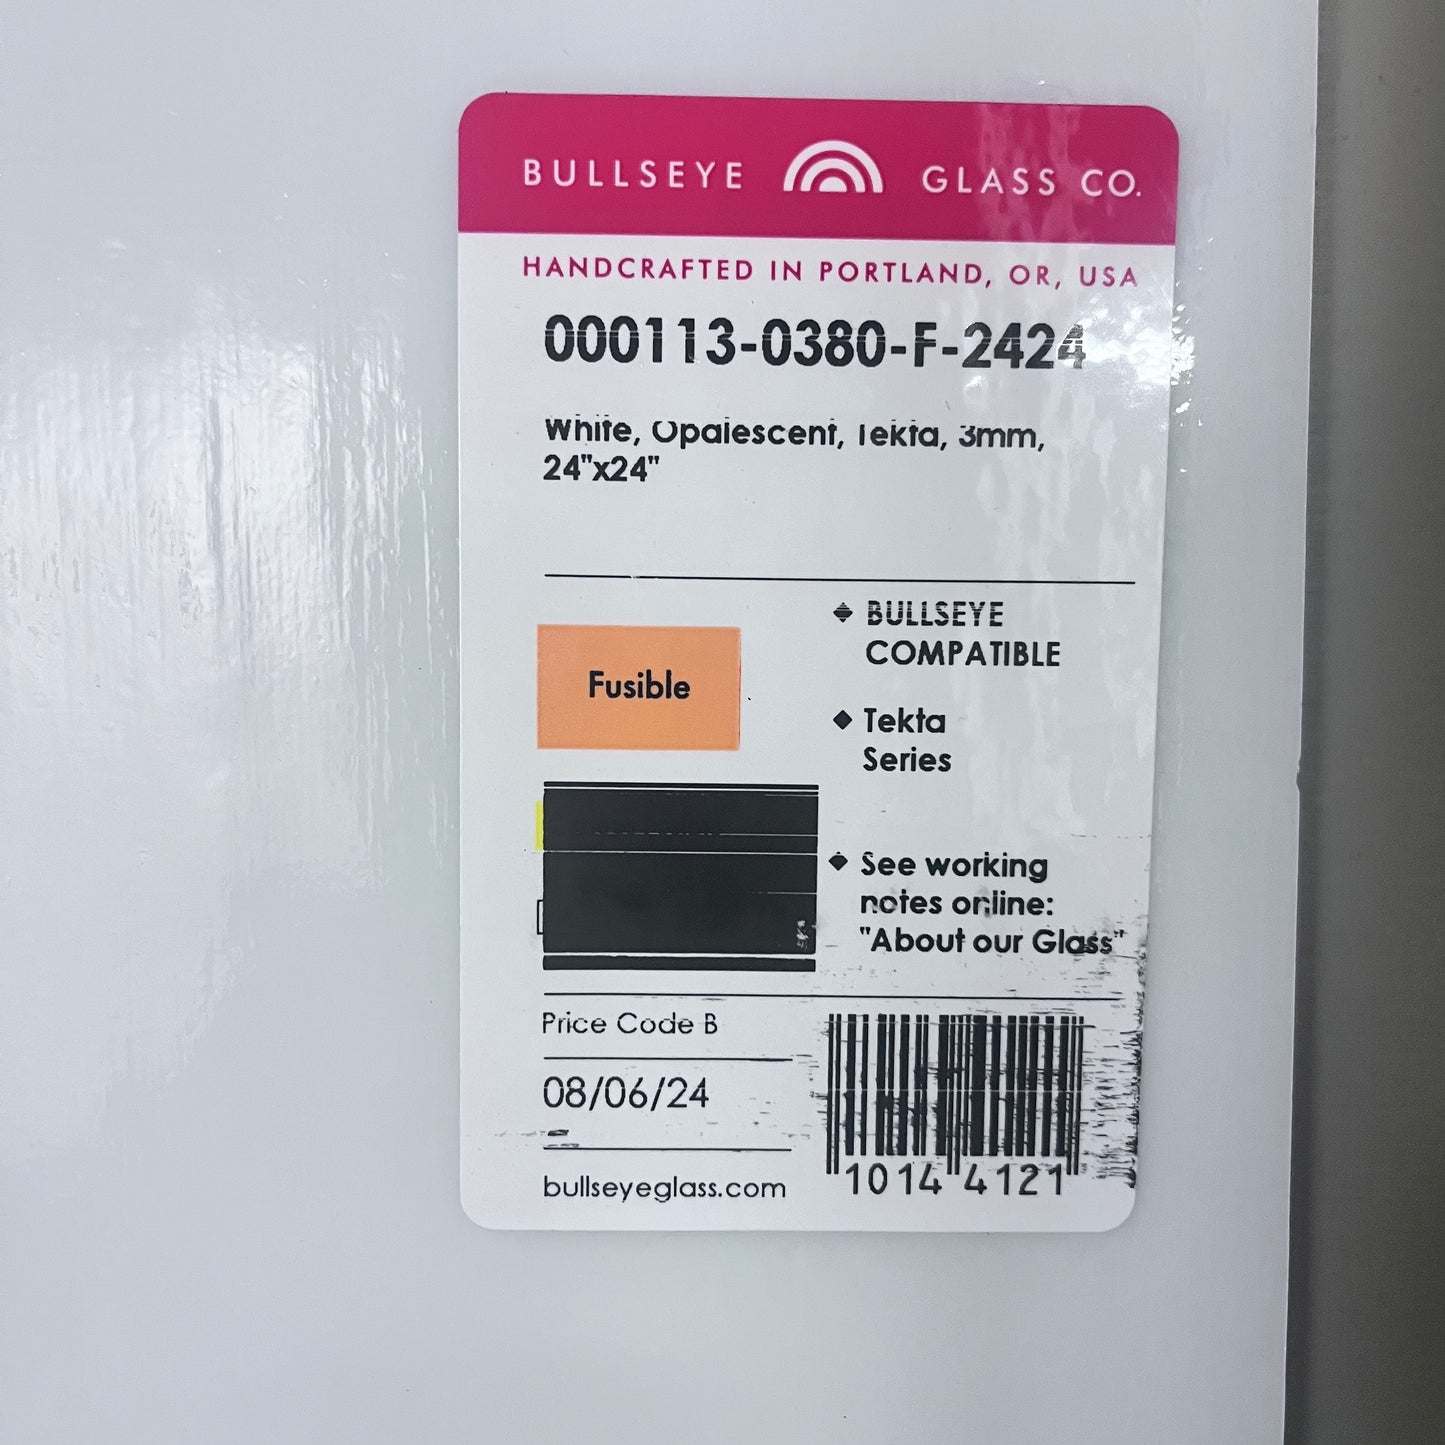 BULLSEYE GLASS CO.
HANDCRAFTED IN PORTLAND, OR, USA
000113-0380-F-2424
White, Opalescent, Tekta, 3mm,
24"x24"
Fusible
BULLSEYE
COMPATIBLE
Tekta
Series
See working
notes online:
"About our Glass"
Price Code B
08/06/24
bullseyeglass.com
1014 4121